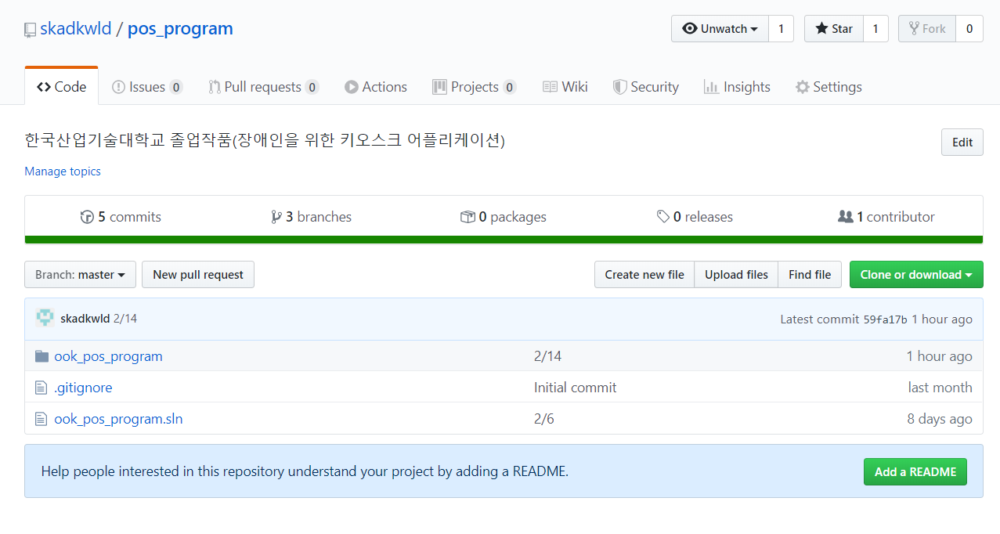 skadkwld / pos_program
Unwatch 1 Star 1 Fork 0
Code Issues 0 Pull requests 0 Actions Projects 0 Wiki Security Insights Settings
한국산업기술대학교 졸업작품(장애인을 위한 키오스크 어플리케이션)
Edit
Manage topics
5 commits 3 branches 0 packages 0 releases 1 contributor
Branch: master New pull request Create new file Upload files Find file Clone or download
skadkwld 2/14 Latest commit 59fa17b 1 hour ago
ook_pos_program 2/14 1 hour ago
.gitignore Initial commit last month
ook_pos_program.sln 2/6 8 days ago
Help people interested in this repository understand your project by adding a README. Add a README